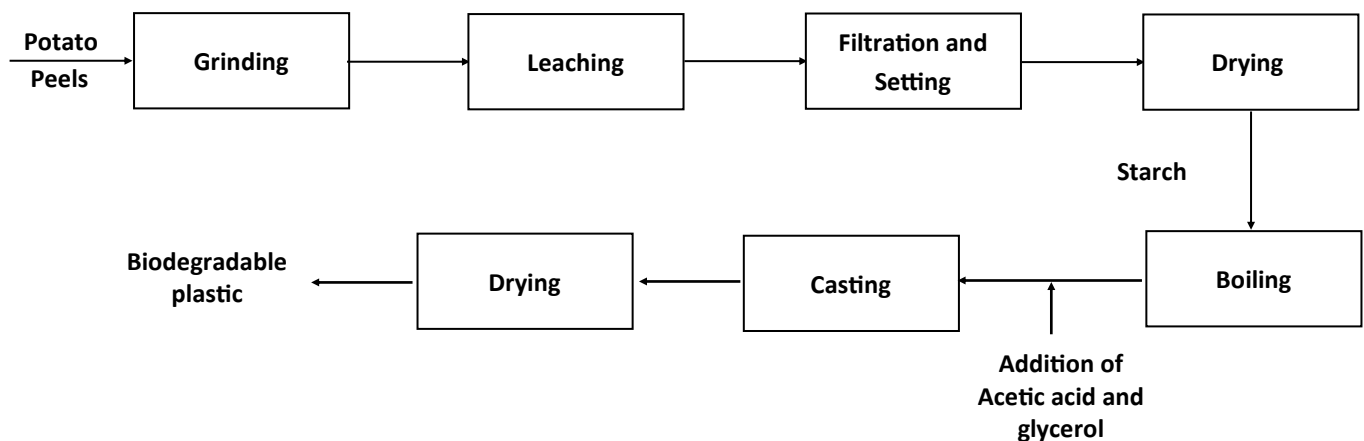 Potato
Peels
Grinding
Leaching
Filtration and
Setting
Drying
Starch
Boiling
Addition of
Acetic acid and
glycerol
Casting
Drying
Biodegradable
plastic